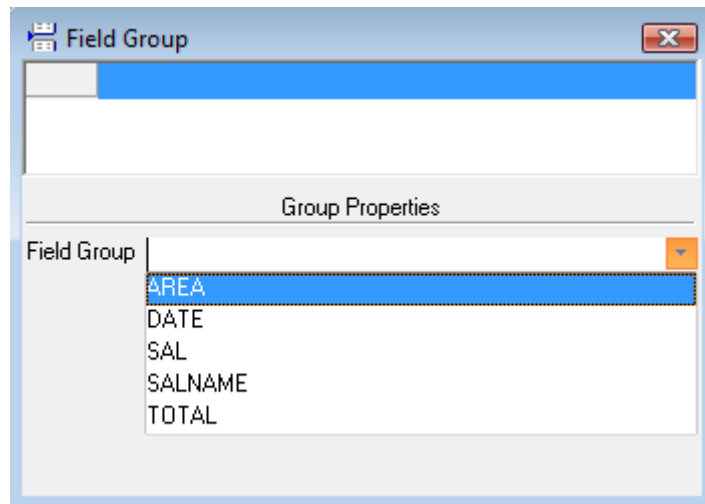 Field Group
Group Properties
Field Group
AREA
DATE
SAL
SALNAME
TOTAL